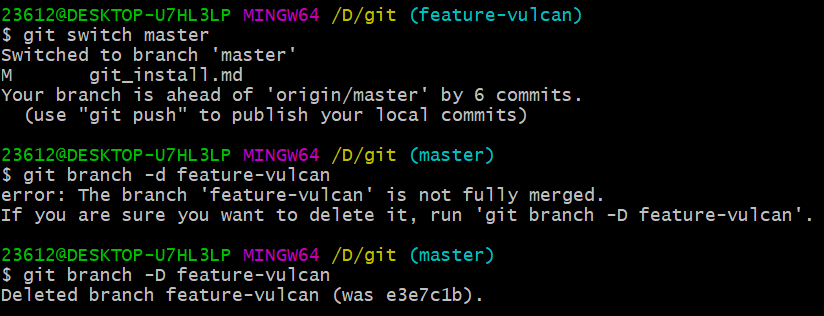 23612@DESKTOP-U7HL3LP MINGW64 /D/git (feature-vulcan)
$ git switch master
Switched to branch 'master'
M       git_install.md
Your branch is ahead of 'origin/master' by 6 commits.
  (use "git push" to publish your local commits)
23612@DESKTOP-U7HL3LP MINGW64 /D/git (master)
$ git branch -d feature-vulcan
error: The branch 'feature-vulcan' is not fully merged.
If you are sure you want to delete it, run 'git branch -D feature-vulcan'.
23612@DESKTOP-U7HL3LP MINGW64 /D/git (master)
$ git branch -D feature-vulcan
Deleted branch feature-vulcan (was e3e7c1b).